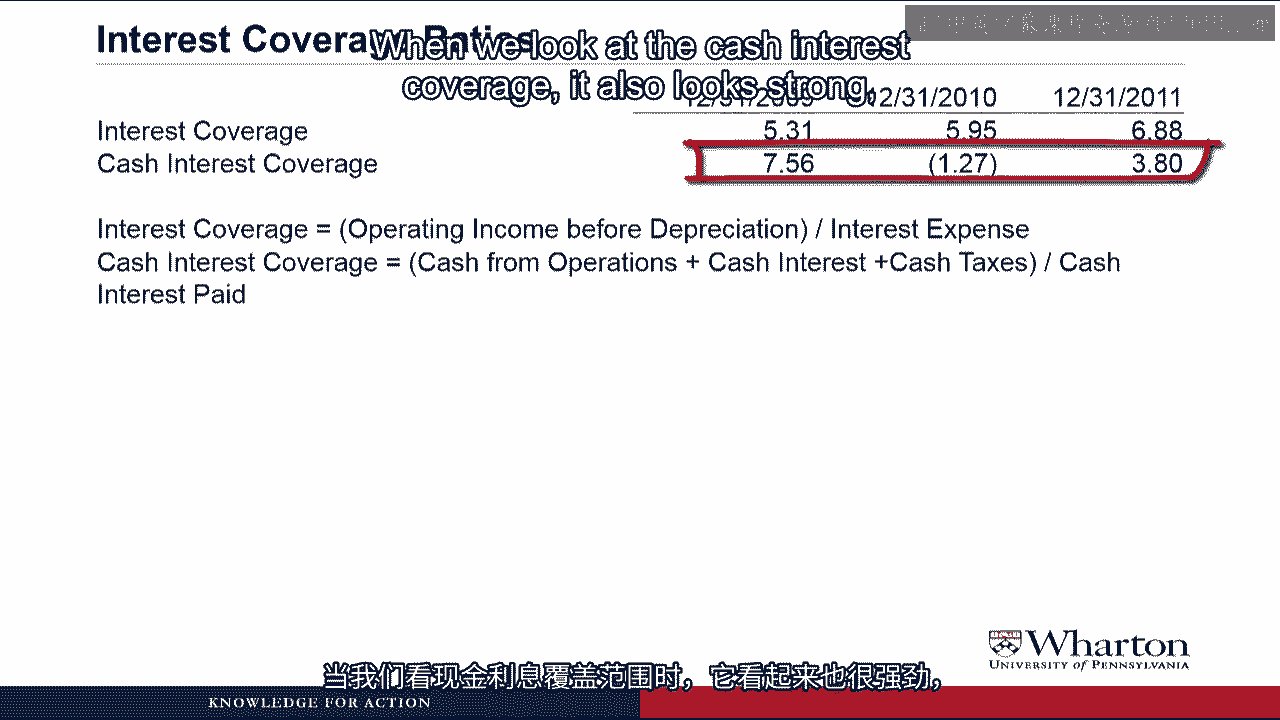 Interest Coverage Ratios
When we look at the cash interest
coverage, it also looks strong,
12/31/2009 12/31/2010 12/31/2011
Interest Coverage 5.31 5.95 6.88
Cash Interest Coverage 7.56 (1.27) 3.80
Interest Coverage = (Operating Income before Depreciation) / Interest Expense
Cash Interest Coverage = (Cash from Operations + Cash Interest +Cash Taxes) / Cash
Interest Paid
Wharton
UNIVERSITY of PENNSYLVANIA
当我们看现金利息覆盖范围时，它看起来也很强劲，
KNOWLEDGE FOR ACTION